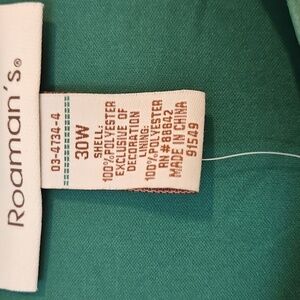 Roaman's®
03-4734-4
30W
SHELL:
100% POLYESTER
EXCLUSIVE OF
DECORATION
LINING:
100% POLYESTER
RN #68642
MADE IN CHINA
91549